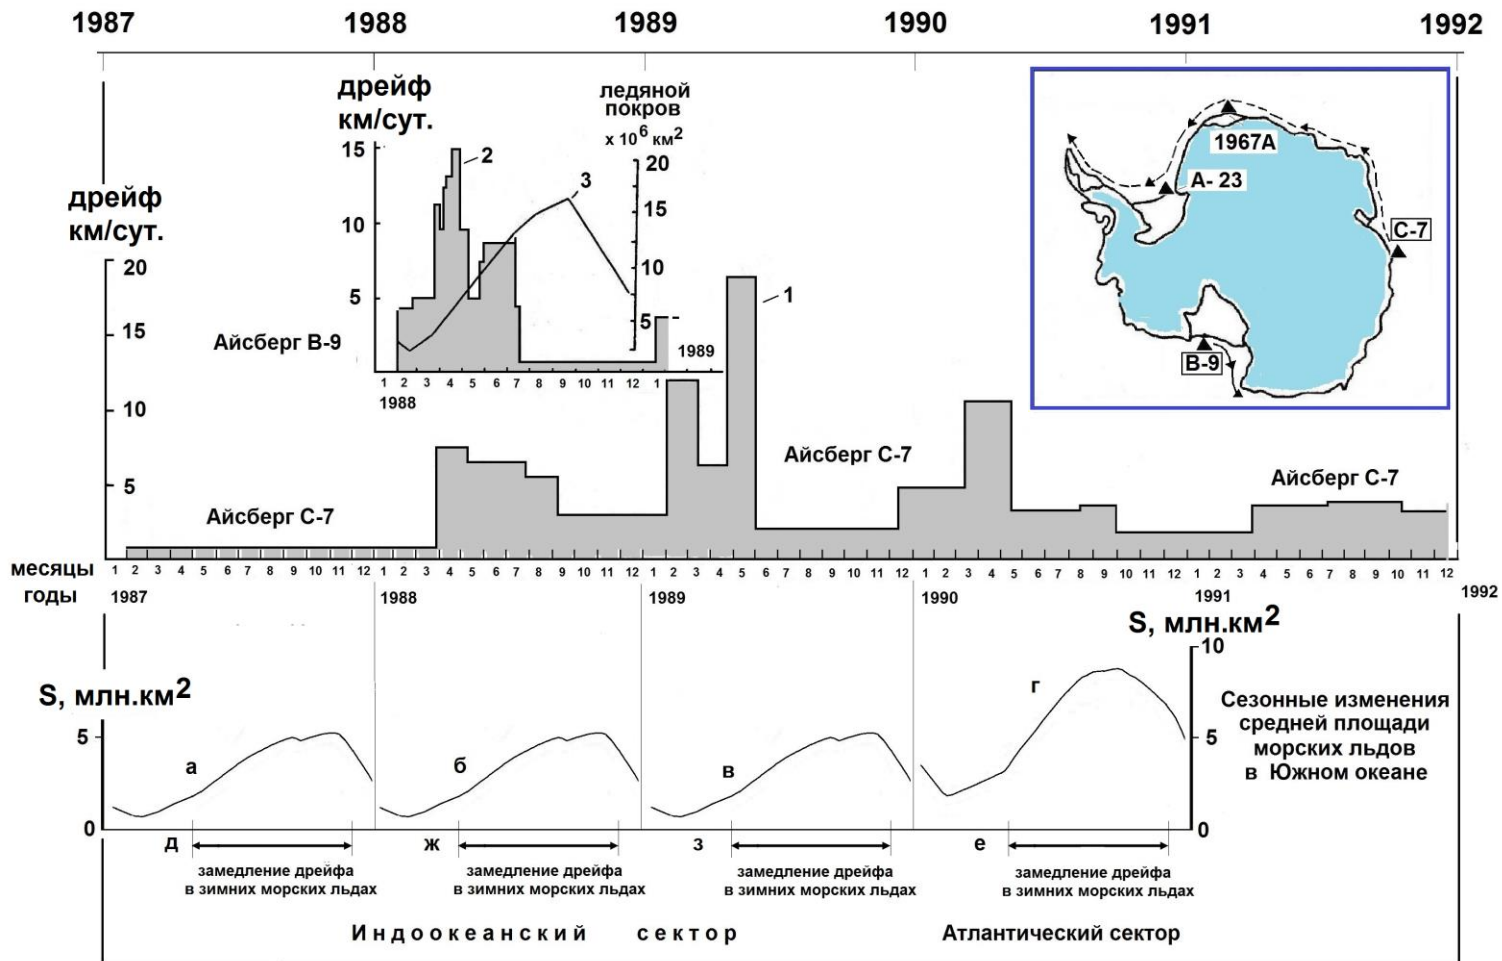 1987 1988 1989 1990 1991 1992
дрейф
км/сут.
ледяной
покров
x 10⁶ км²
15
10
5
2
3
20
15
10
5
Айсберг В-9
1 2 3 4 5 6 7 8 9 10 11 12 1
1988
1989
1967А
А- 23
С-7
В-9
дрейф
км/сут.
20
15
10
5
1
Айсберг С-7
Айсберг С-7
Айсберг С-7
месяцы 1 2 3 4 5 6 7 8 9 10 11 12 1 2 3 4 5 6 7 8 9 10 11 12 1 2 3 4 5 6 7 8 9 10 11 12 1 2 3 4 5 6 7 8 9 10 11 12 1 2 3 4 5 6 7 8 9 10 11 12
годы 1987 1988 1989 1990 1991 1992
S, млн.км²
5
0
а
б
в
г
S, млн.км²
10
5
0
Сезонные изменения
средней площади
морских льдов
в Южном океане
д
ж
з
е
замедление дрейфа
в зимних морских льдах
замедление дрейфа
в зимних морских льдах
замедление дрейфа
в зимних морских льдах
замедление дрейфа
в зимних морских льдах
Индоокеанский сектор
Атлантический сектор